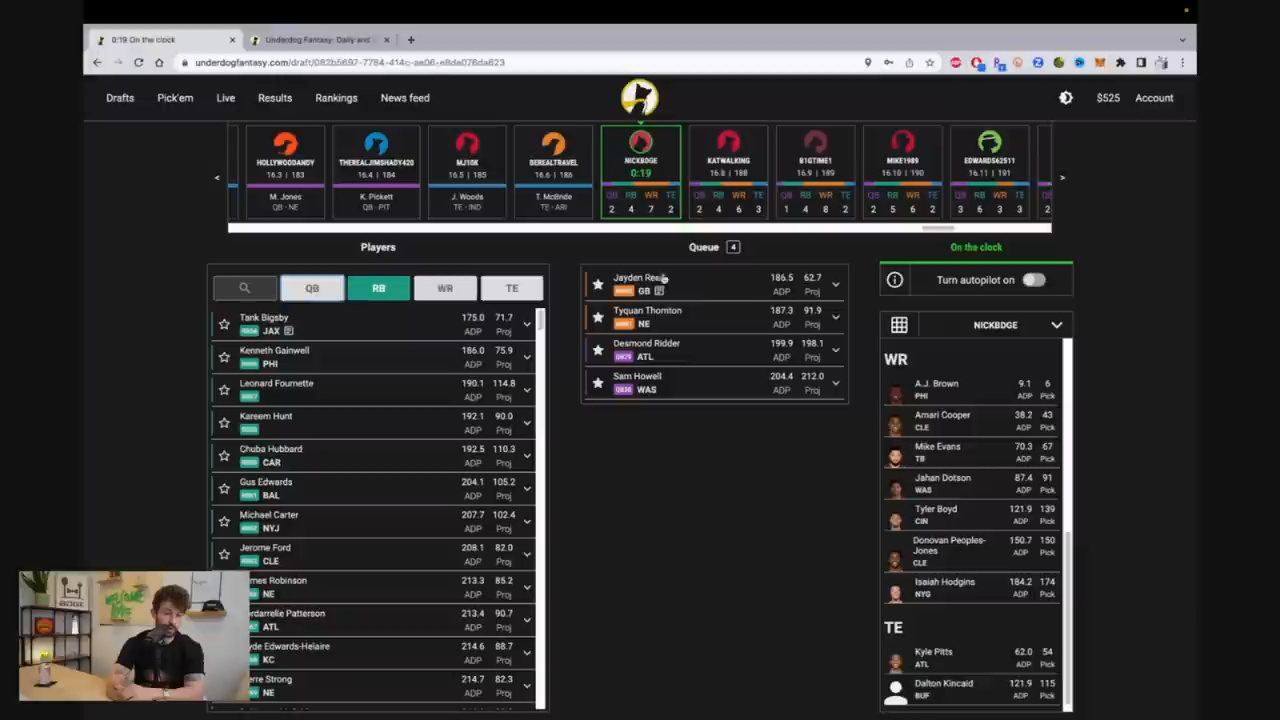 0:19 On the clock
Underdog Fantasy: Daily and
underdogfantasy.com/draft/082b5697-7784-414c-ae06-e8de076da623
Drafts Pick'em Live Results Rankings News feed $525 Account
HOLLYWOODANDY THEREALJIMSHADY420 MJ10K BEREALTRAVEL NICKBDGE KATWALKING B1GTIME1 MIKE1989 EDWARDS62511
16.3 | 183 16.4 | 184 16.5 | 185 16.6 | 186 0:19 16.8 | 188 16.9 | 189 16.10 | 190 16.11 | 191
M. Jones K. Pickett J. Woods T. McBride QB RB WR TE QB RB WR TE QB RB WR TE QB RB WR TE QB RB WR TE QB
QB - NE QB - PIT TE - IND TE - ARI 2 4 7 2 2 4 6 3 1 4 8 2 2 5 6 2 3 6 3 3 2
Players
QB RB WR TE
Tank Bigsby 175.0 71.7
JAX ADP Proj
Kenneth Gainwell 186.0 75.9
PHI ADP Proj
Leonard Fournette 190.1 114.8
ADP Proj
Kareem Hunt 192.1 90.0
ADP Proj
Chuba Hubbard 192.5 110.3
CAR ADP Proj
Gus Edwards 204.1 105.2
BAL ADP Proj
Michael Carter 207.7 102.4
NYJ ADP Proj
Jerome Ford 208.1 82.0
CLE ADP Proj
mes Robinson 213.3 85.2
NE ADP Proj
ordarrelle Patterson 213.4 90.7
ATL ADP Proj
yde Edwards-Helaire 214.6 88.7
KC ADP Proj
erre Strong 214.7 82.3
NE ADP Proj
Queue 4
Jayden Ree 186.5 62.7
GB ADP Proj
Tyquan Thornton 187.3 91.9
NE ADP Proj
Desmond Ridder 199.9 198.1
ATL ADP Proj
Sam Howell 204.4 212.0
WAS ADP Proj
On the clock
Turn autopilot on
NICKBDGE
WR
A.J. Brown 9.1 6
PHI ADP Pick
Amari Cooper 38.2 43
CLE ADP Pick
Mike Evans 70.3 67
TB ADP Pick
Jahan Dotson 87.4 91
WAS ADP Pick
Tyler Boyd 121.9 139
CIN ADP Pick
Donovan Peoples-
Jones 150.7 150
CLE ADP Pick
Isaiah Hodgins 184.2 174
NYG ADP Pick
TE
Kyle Pitts 62.0 54
ATL ADP Pick
Dalton Kincaid 121.9 115
BUF ADP Pick